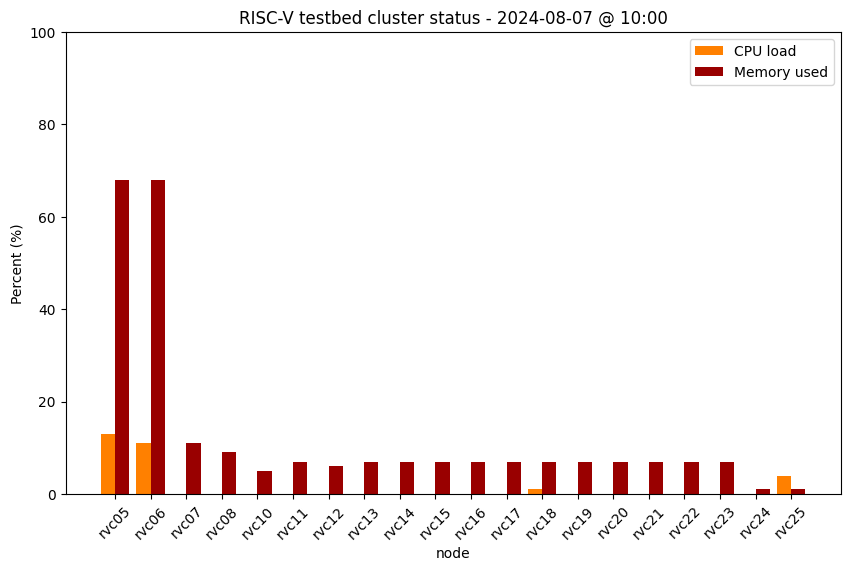 RISC-V testbed cluster status - 2024-08-07 @ 10:00
CPU load
Memory used
Percent (%)
100
80
60
40
20
0
rvc05 rvc06 rvc07 rvc08 rvc10 rvc11 rvc12 rvc13 rvc14 rvc15 rvc16 rvc17 rvc18 rvc19 rvc20 rvc21 rvc22 rvc23 rvc24 rvc25
node